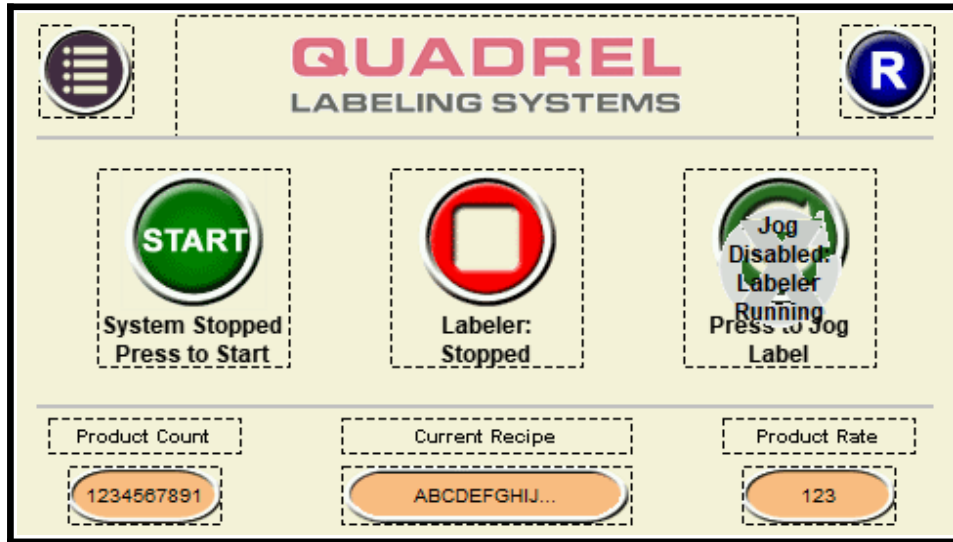 QUADREL
LABELING SYSTEMS
R
START
System Stopped
Press to Start
Labeler:
Stopped
Jog
Disabled:
Labeler
Running
Press to Jog
Label
Product Count
Current Recipe
Product Rate
1234567891
ABCDEFGHIJ...
123